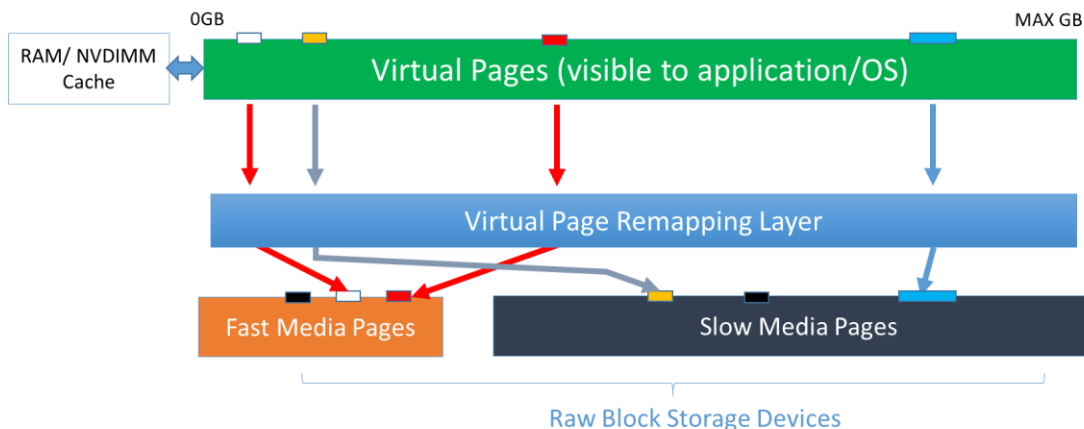 0GB
MAX GB
RAM/ NVDIMM
Cache
Virtual Pages (visible to application/OS)
Virtual Page Remapping Layer
Fast Media Pages
Slow Media Pages
Raw Block Storage Devices